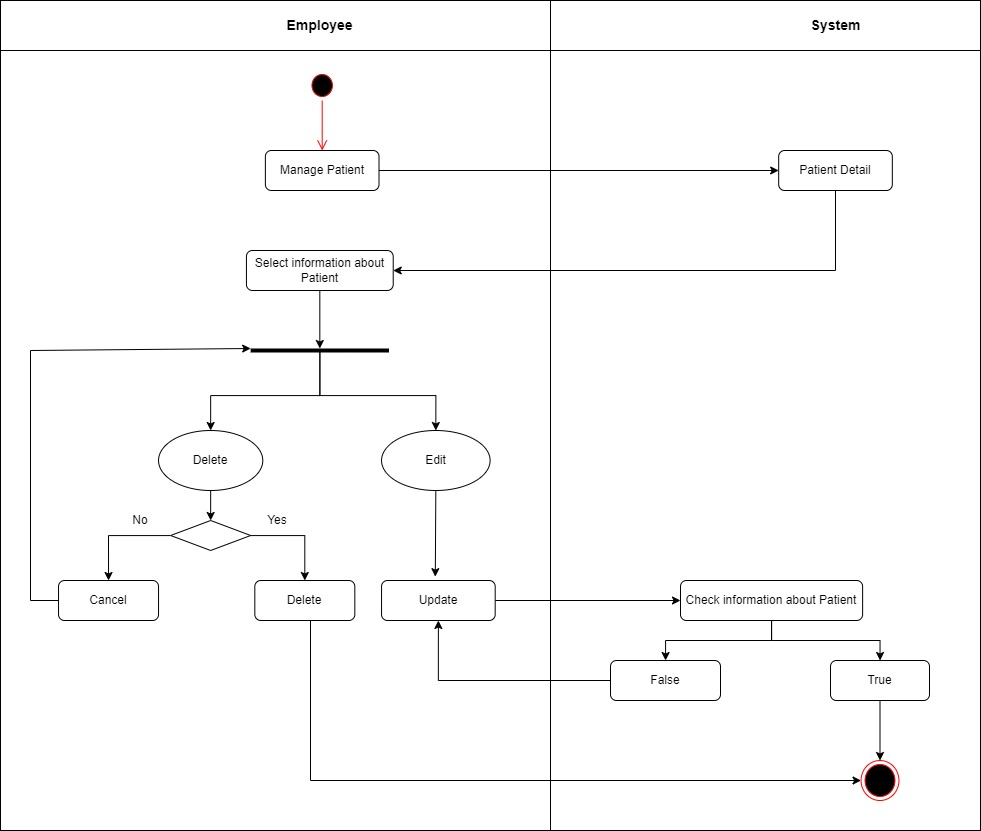 Employee
System
Manage Patient
Patient Detail
Select information about
Patient
Delete
Edit
No
Yes
Cancel
Delete
Update
Check information about Patient
False
True